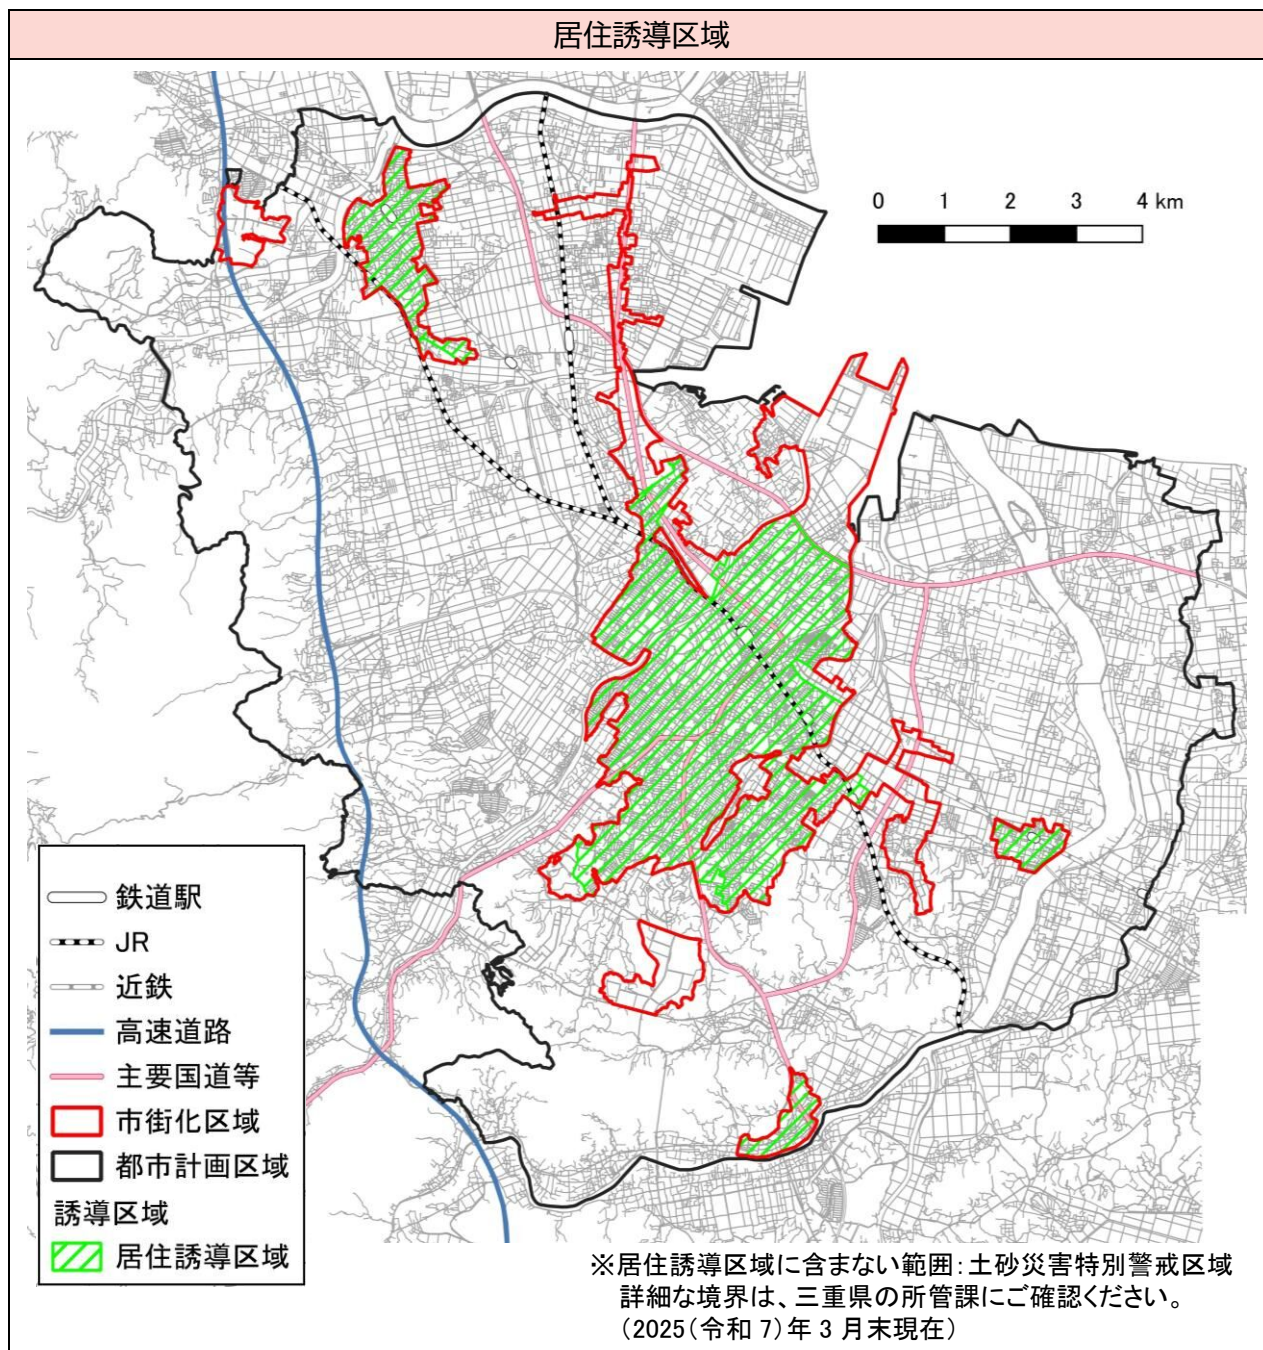 居住誘導区域
0 1 2 3 4 km
鉄道駅
JR
近鉄
高速道路
主要国道等
市街化区域
都市計画区域
誘導区域
居住誘導区域
※居住誘導区域に含まない範囲：土砂災害特別警戒区域
詳細な境界は、三重県の所管課にご確認ください。
（2025（令和 7）年 3 月末現在）